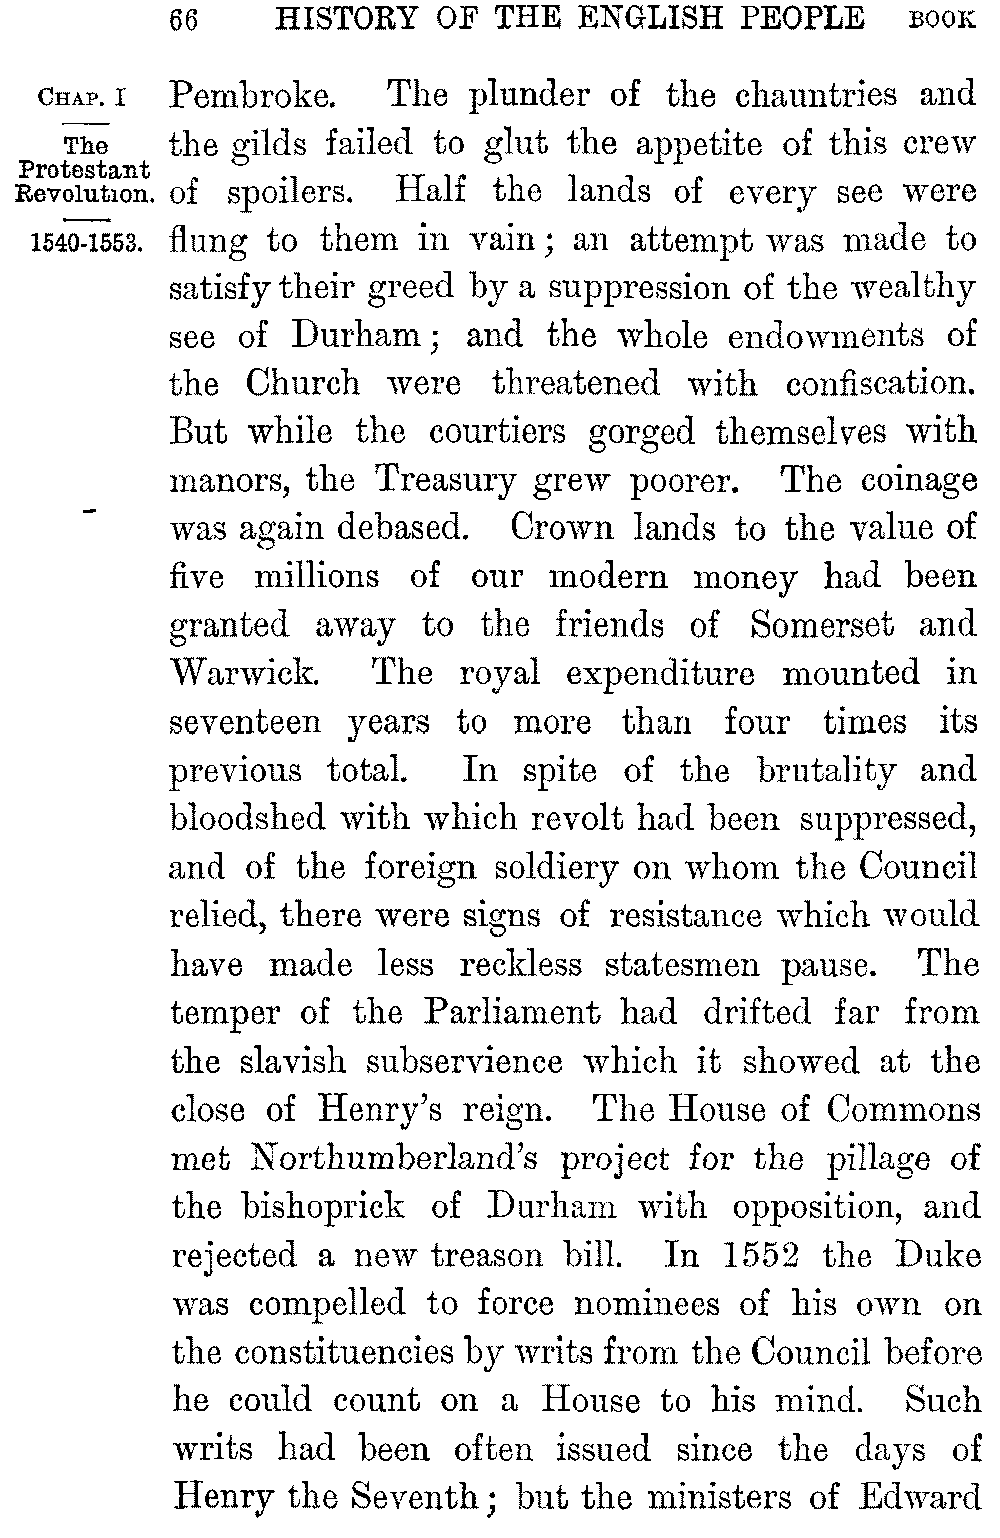 66 HISTORY OF THE ENGLISH PEOPLE BOOK
CHAP. I
The
Protestant
Revolution.
1540-1553.
Pembroke. The plunder of the chauntries and
the gilds failed to glut the appetite of this crew
of spoilers. Half the lands of every see were
flung to them in vain; an attempt was made to
satisfy their greed by a suppression of the wealthy
see of Durham; and the whole endowments of
the Church were threatened with confiscation.
But while the courtiers gorged themselves with
manors, the Treasury grew poorer. The coinage
was again debased. Crown lands to the value of
five millions of our modern money had been
granted away to the friends of Somerset and
Warwick. The royal expenditure mounted in
seventeen years to more than four times its
previous total. In spite of the brutality and
bloodshed with which revolt had been suppressed,
and of the foreign soldiery on whom the Council
relied, there were signs of resistance which would
have made less reckless statesmen pause. The
temper of the Parliament had drifted far from
the slavish subservience which it showed at the
close of Henry's reign. The House of Commons
met Northumberland's project for the pillage of
the bishoprick of Durham with opposition, and
rejected a new treason bill. In 1552 the Duke
was compelled to force nominees of his own on
the constituencies by writs from the Council before
he could count on a House to his mind. Such
writs had been often issued since the days of
Henry the Seventh; but the ministers of Edward